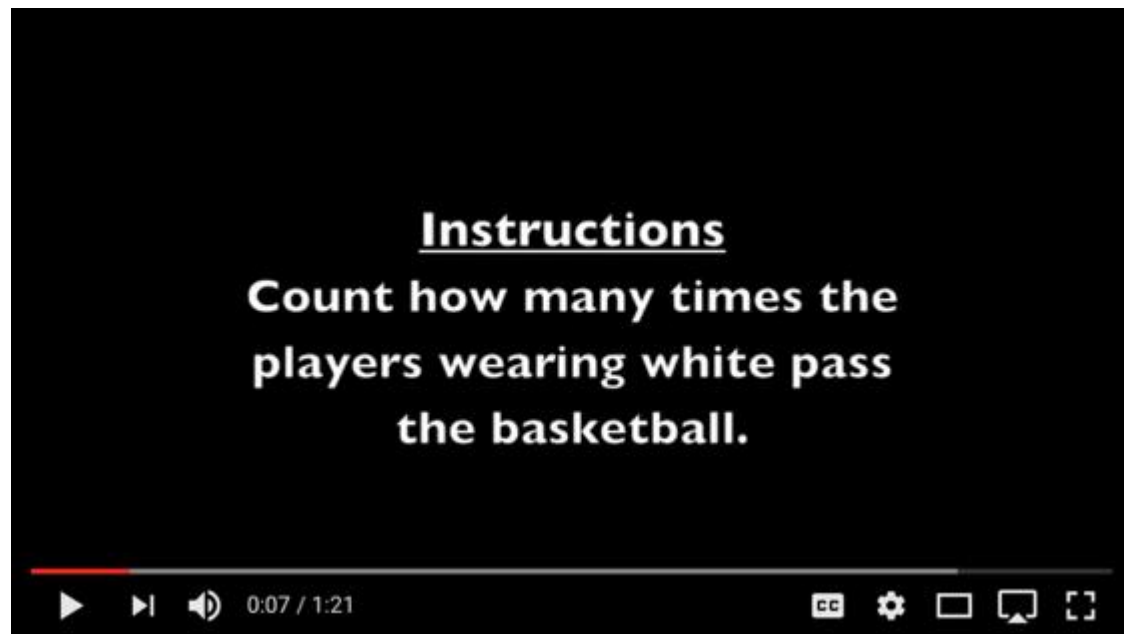 Instructions
Count how many times the
players wearing white pass
the basketball.
0:07 / 1:21
CC